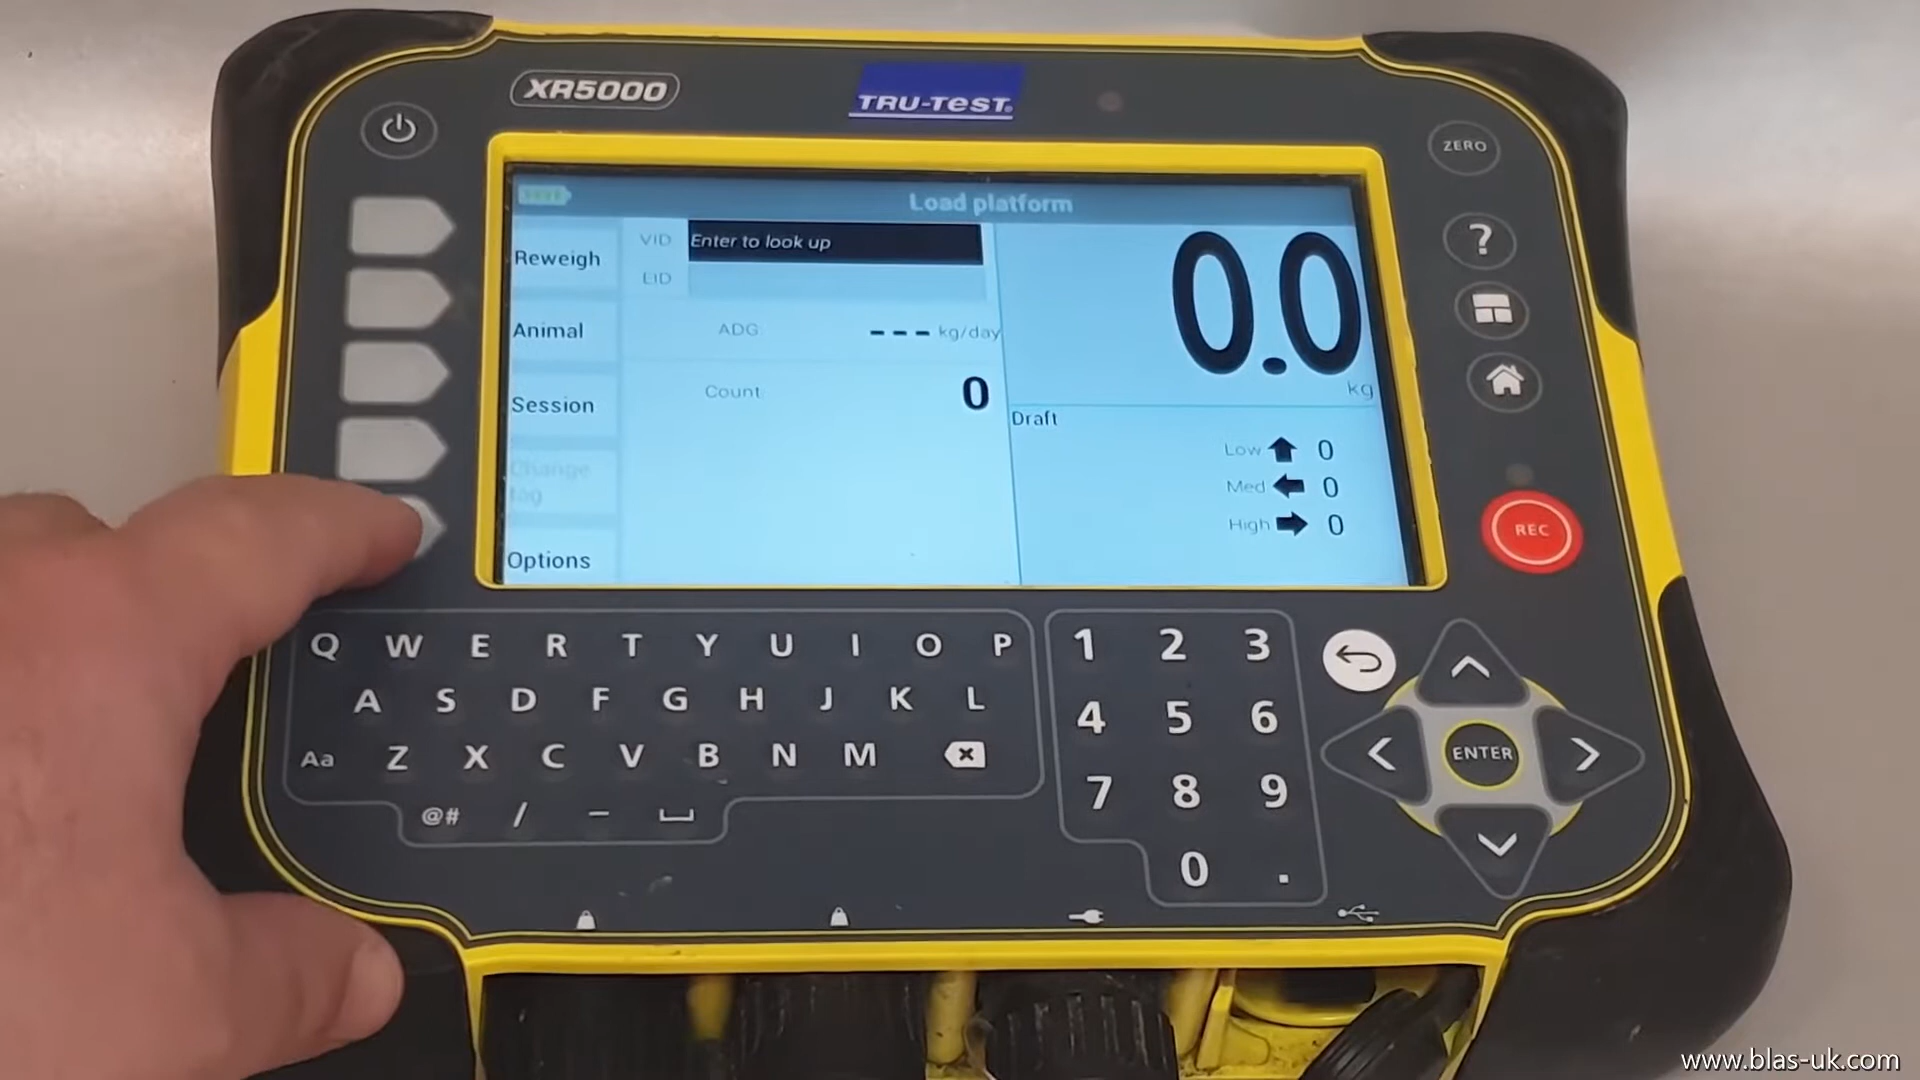 XR5000
TRU-TEST
ZERO
Load platform
Reweigh
VID Enter to look up
LID
0.0
kg
Animal
ADG: --- kg/day
Session
Count: 0
Draft
Low 0
Med 0
High 0
Change
tag
Options
?
REC
Q W E R T Y U I O P
A S D F G H J K L
Aa Z X C V B N M
@# / –
1 2 3
4 5 6
7 8 9
0 .
ENTER
www.blas-uk.com